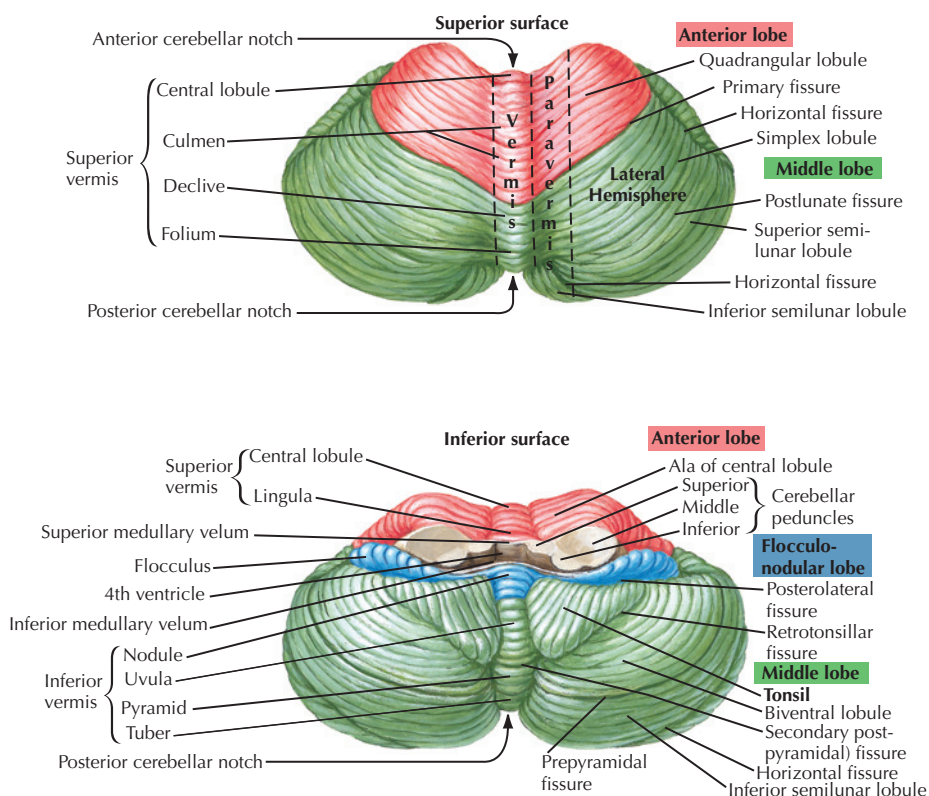 Superior surface
Anterior cerebellar notch
Superior
vermis
Central lobule
Culmen
Declive
Folium
Posterior cerebellar notch
Vermis
Paravermis
Lateral
Hemisphere
Anterior lobe
Quadrangular lobule
Primary fissure
Horizontal fissure
Simplex lobule
Middle lobe
Postlunate fissure
Superior semi-
lunar lobule
Horizontal fissure
Inferior semilunar lobule
Inferior surface
Superior
vermis
Central lobule
Lingula
Superior medullary velum
Flocculus
4th ventricle
Inferior medullary velum
Inferior
vermis
Nodule
Uvula
Pyramid
Tuber
Posterior cerebellar notch
Anterior lobe
Ala of central lobule
Superior
Middle
Inferior
Cerebellar
peduncles
Flocculo-
nodular lobe
Posterolateral
fissure
Retrotonsillar
fissure
Middle lobe
Tonsil
Biventral lobule
Secondary post-
pyramidal) fissure
Horizontal fissure
Inferior semilunar lobule
Prepyramidal
fissure